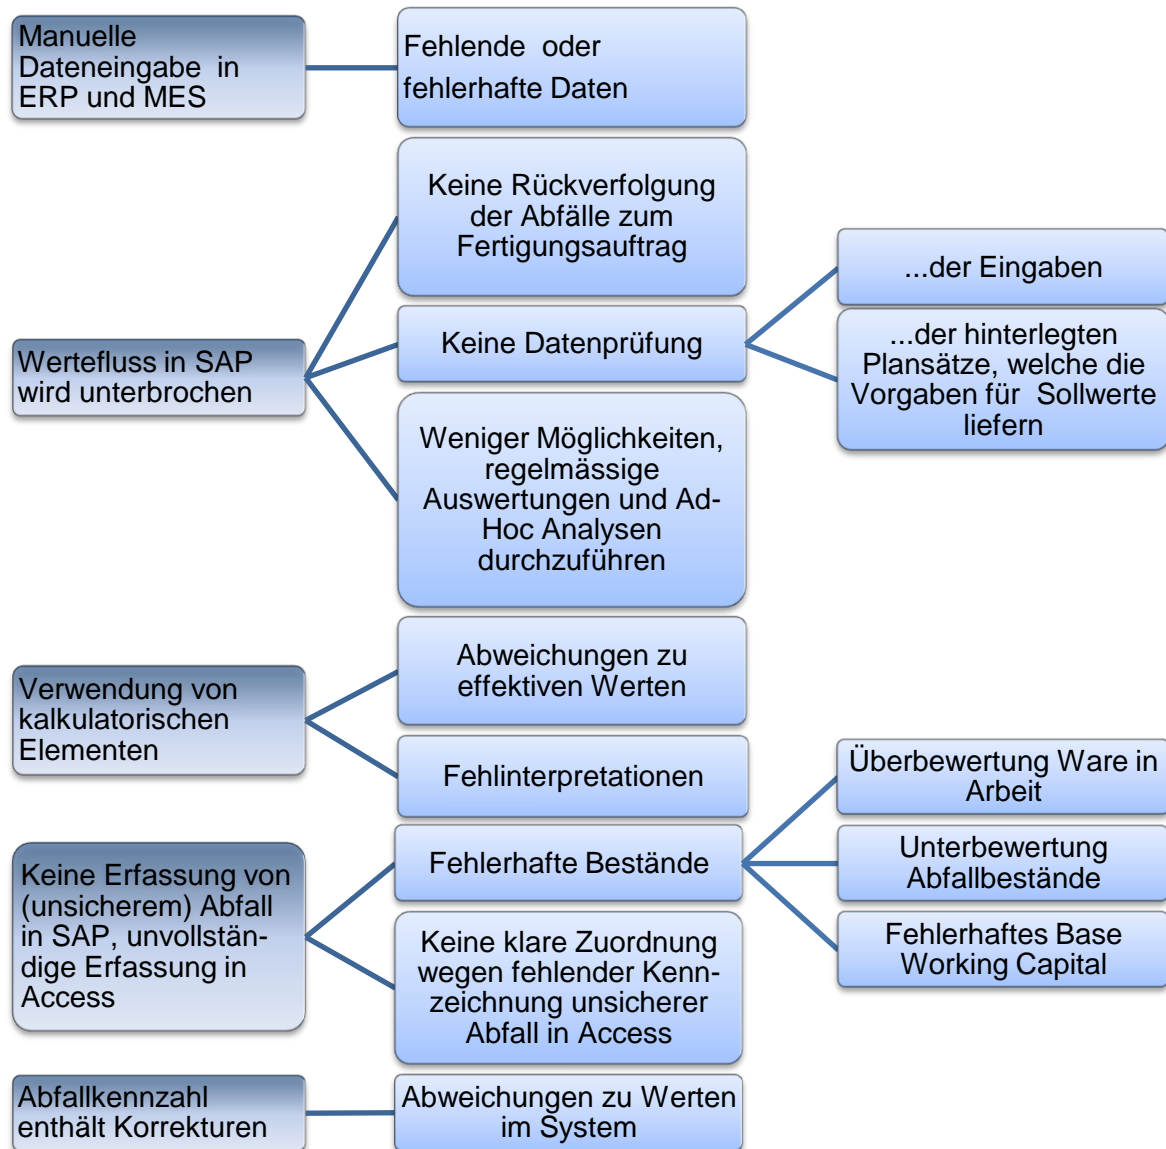 Manuelle
Dateneingabe in
ERP und MES
Fehlende oder
fehlerhafte Daten
Wertefluss in SAP
wird unterbrochen
Keine Rückverfolgung
der Abfälle zum
Fertigungsauftrag
Keine Datenprüfung
...der Eingaben
...der hinterlegten
Plansätze, welche die
Vorgaben für Sollwerte
liefern
Weniger Möglichkeiten,
regelmässige
Auswertungen und Ad-
Hoc Analysen
durchzuführen
Verwendung von
kalkulatorischen
Elementen
Abweichungen zu
effektiven Werten
Fehlinterpretationen
Keine Erfassung von
(unsicherem) Abfall
in SAP, unvollstän-
dige Erfassung in
Access
Fehlerhafte Bestände
Überbewertung Ware in
Arbeit
Unterbewertung
Abfallbestände
Fehlerhaftes Base
Working Capital
Keine klare Zuordnung
wegen fehlender Kenn-
zeichnung unsicherer
Abfall in Access
Abfallkennzahl
enthält Korrekturen
Abweichungen zu Werten
im System